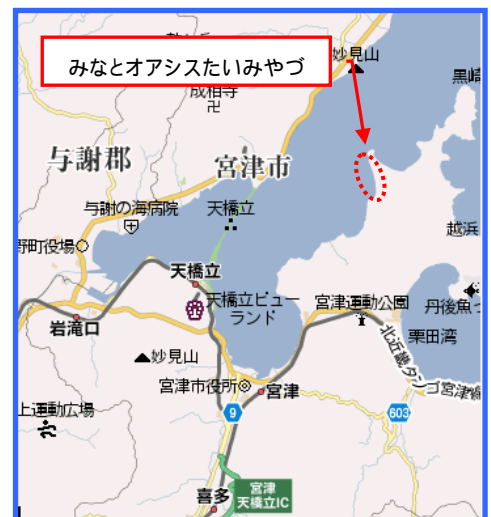 みなとオアシスたいみやづ
妙見山
黒崎
成相寺
与謝郡
宮津市
与謝の海病院
天橋立
野町役場
越浜
天橋立
天橋立ビュー
ランド
宮津運動公園
丹後魚っ
岩滝口
栗田湾
妙見山
北近畿タンゴ宮津線
宮津市役所
宮津
上運動広場
9
603
喜多
宮津
天橋立IC